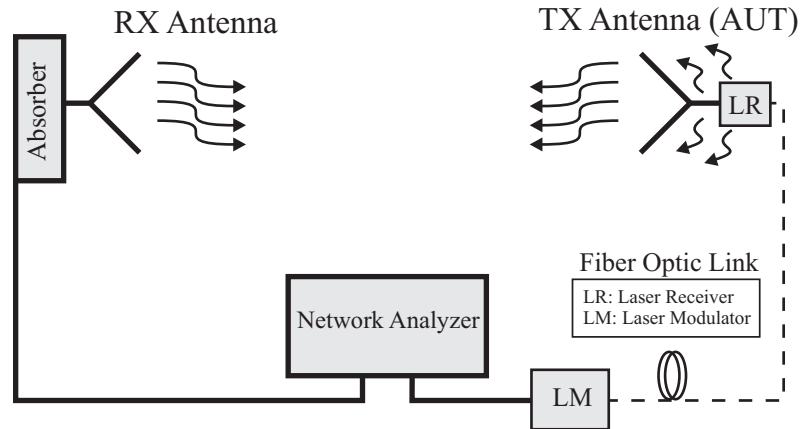 RX Antenna
TX Antenna (AUT)
Absorber
LR
Fiber Optic Link
LR: Laser Receiver
LM: Laser Modulator
Network Analyzer
LM